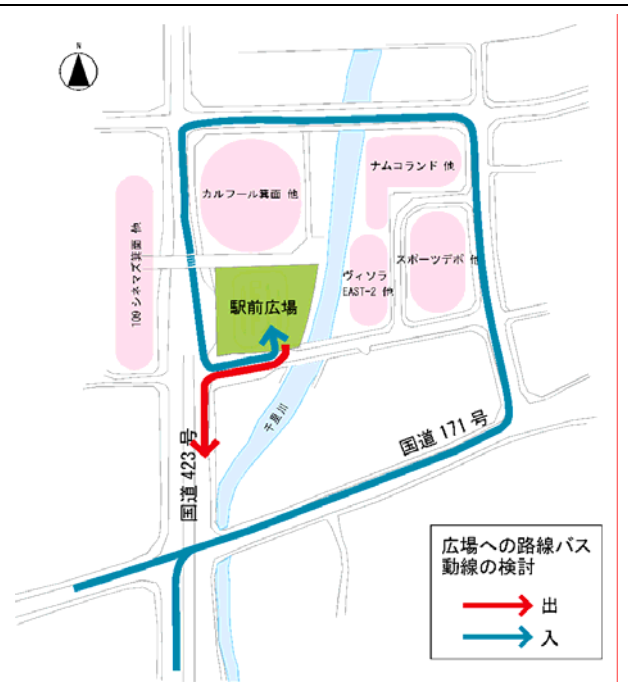 N
カルフール箕面 他
ナムコランド 他
109 シネマズ箕面 他
ヴィソラ
EAST-2 他
スポーツデポ 他
駅前広場
千里川
国道 423 号
国道 171 号
広場への路線バス
動線の検討
出
入